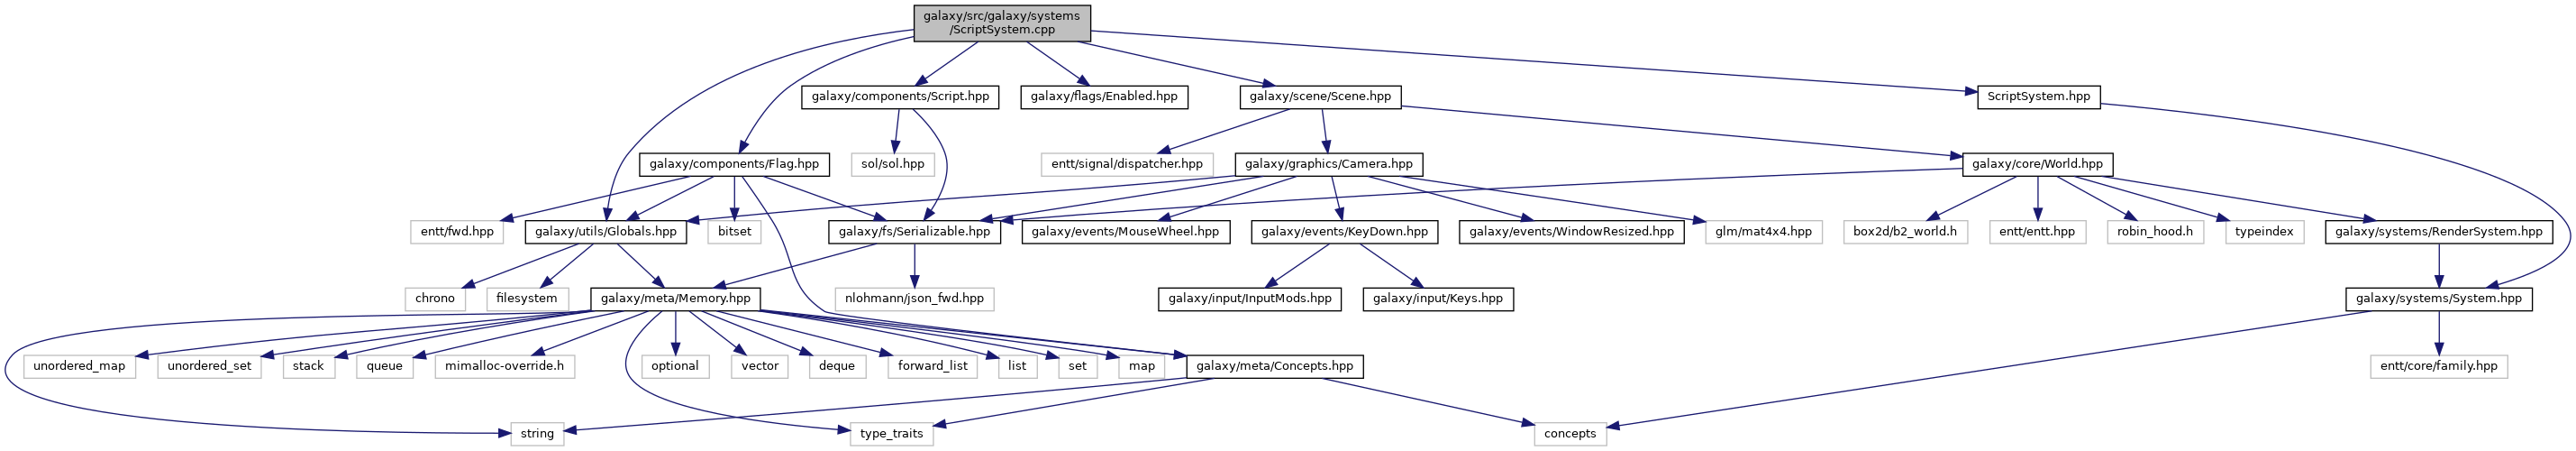 galaxy/src/galaxy/systems
/ScriptSystem.cpp
galaxy/components/Script.hpp
galaxy/flags/Enabled.hpp
galaxy/scene/Scene.hpp
ScriptSystem.hpp
galaxy/components/Flag.hpp
sol/sol.hpp
entt/signal/dispatcher.hpp
galaxy/graphics/Camera.hpp
galaxy/core/World.hpp
entt/fwd.hpp
galaxy/utils/Globals.hpp
bitset
galaxy/fs/Serializable.hpp
galaxy/events/MouseWheel.hpp
galaxy/events/KeyDown.hpp
galaxy/events/WindowResized.hpp
glm/mat4x4.hpp
box2d/b2_world.h
entt/entt.hpp
robin_hood.h
typeindex
galaxy/systems/RenderSystem.hpp
chrono
filesystem
galaxy/meta/Memory.hpp
nlohmann/json_fwd.hpp
galaxy/input/InputMods.hpp
galaxy/input/Keys.hpp
galaxy/systems/System.hpp
unordered_map
unordered_set
stack
queue
mimalloc-override.h
optional
vector
deque
forward_list
list
set
map
galaxy/meta/Concepts.hpp
entt/core/family.hpp
string
type_traits
concepts